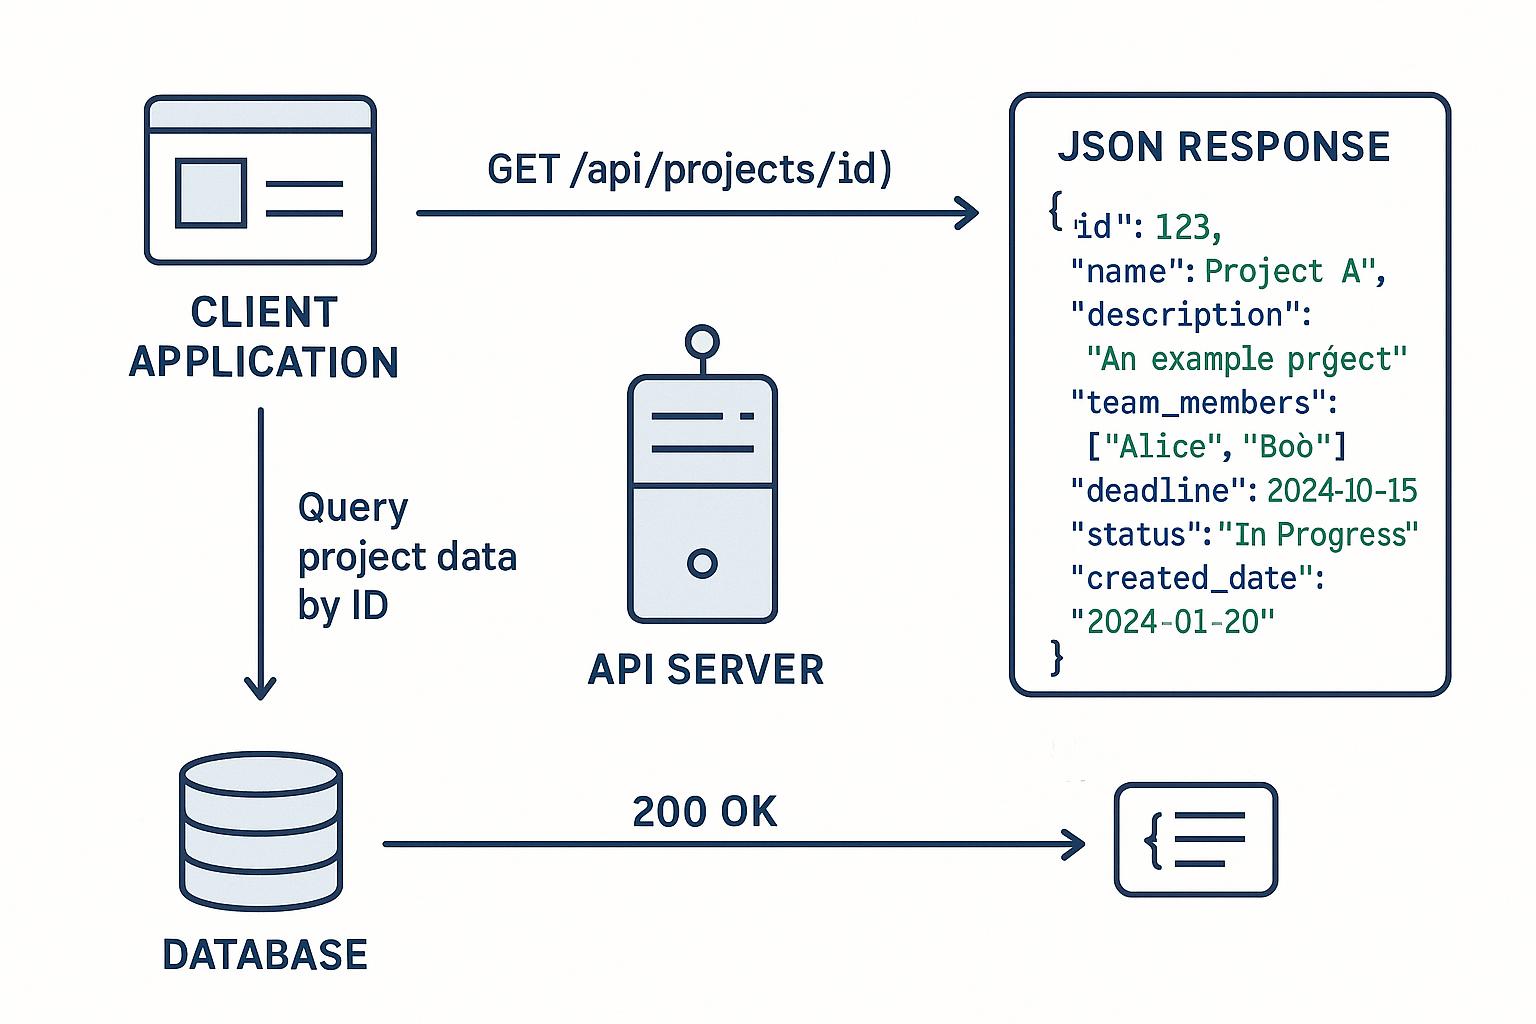 GET /api/projects/id)
CLIENT
APPLICATION
Query
project data
by ID
API SERVER
JSON RESPONSE
{
'id": 123,
"name": Project A",
"description":
"An example prģect"
"team_members":
["Alice", "Boò"]
"deadline": 2024-10-15
"status": "In Progress"
"created_date":
"2024-01-20"
}
200 OK
{
DATABASE